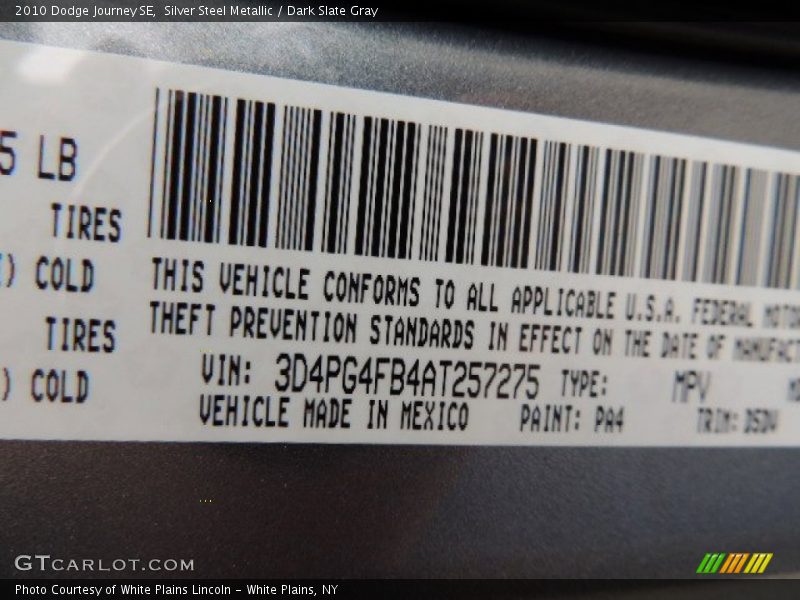 2010 Dodge Journey SE,  Silver Steel Metallic / Dark Slate Gray
5 LB
TIRES
) COLD
TIRES
) COLD
THIS VEHICLE CONFORMS TO ALL APPLICABLE U.S.A. FEDERAL MOTOR
THEFT PREVENTION STANDARDS IN EFFECT ON THE DATE OF MANUFACT
VIN: 3D4PG4FB4AT257275 TYPE: MPV
VEHICLE MADE IN MEXICO PAINT: PA4 TRIM: D5DV
GTCARLOT.COM
Photo Courtesy of White Plains Lincoln - White Plains, NY